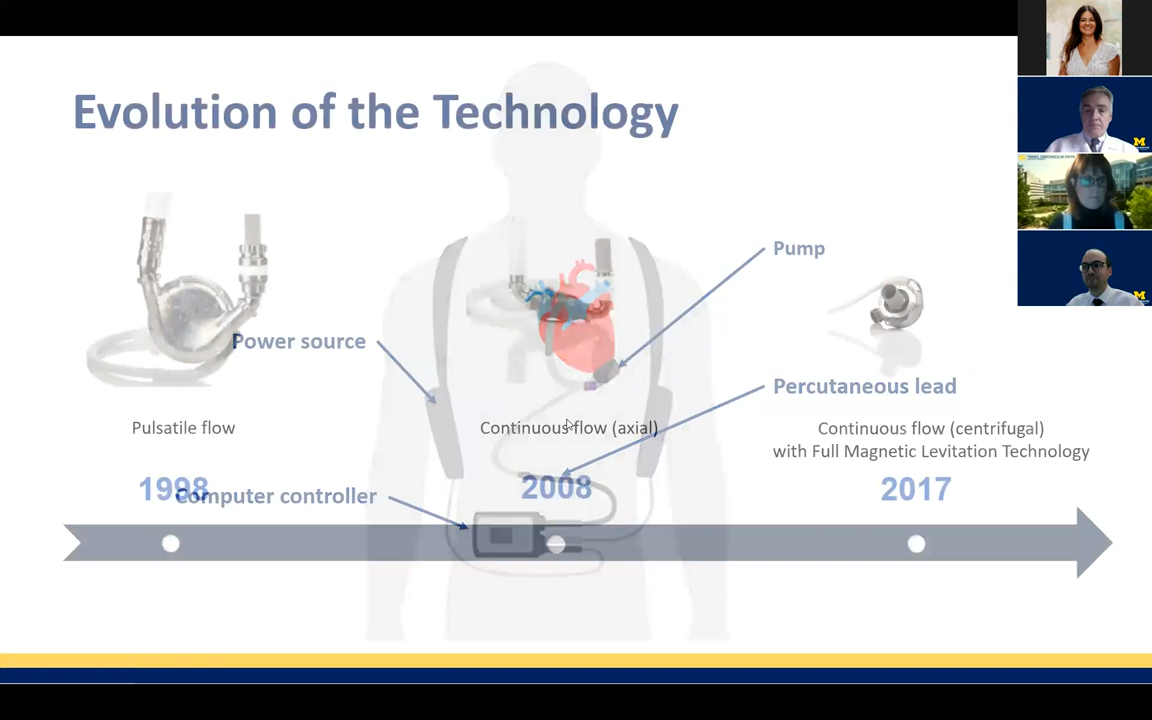 Evolution of the Technology
Pump
Power source
Percutaneous lead
Pulsatile flow
Continuous flow (axial)
Continuous flow (centrifugal)
with Full Magnetic Levitation Technology
1998
2008
2017
Computer controller
M
M